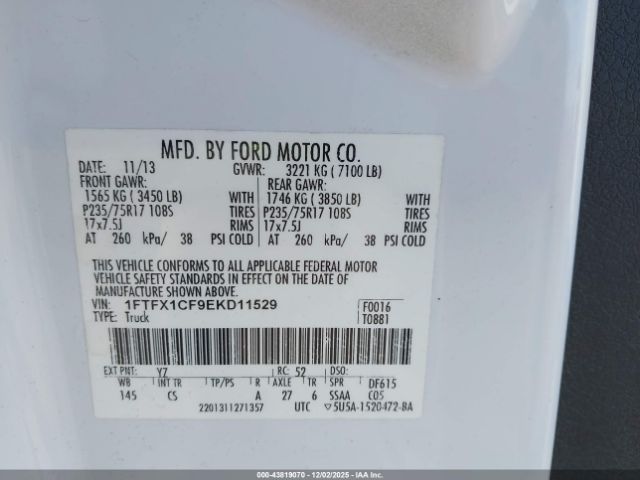 MFD. BY FORD MOTOR CO.
DATE: 11/13 GVWR: 3221 KG ( 7100 LB)
FRONT GAWR: REAR GAWR:
1565 KG ( 3450 LB) WITH 1746 KG ( 3850 LB) WITH
P235/75R17 108S TIRES P235/75R17 108S TIRES
17x7.5J RIMS 17x7.5J RIMS
AT 260 kPa/ 38 PSI COLD AT 260 kPa/ 38 PSI COLD
THIS VEHICLE CONFORMS TO ALL APPLICABLE FEDERAL MOTOR
VEHICLE SAFETY STANDARDS IN EFFECT ON THE DATE OF
MANUFACTURE SHOWN ABOVE.
VIN: 1FTFX1CF9EKD11529 F0016
TYPE: Truck T0881
EXT PNT: YZ RC: 52 DSO:
WB INT TR TP/PS R AXLE TR SPR DF615
145 CS A 27 6 SSAA C05
2201311271357 UTC ▽5U5A-1520472-BA
000-43819070 - 12/02/2025 - IAA Inc.